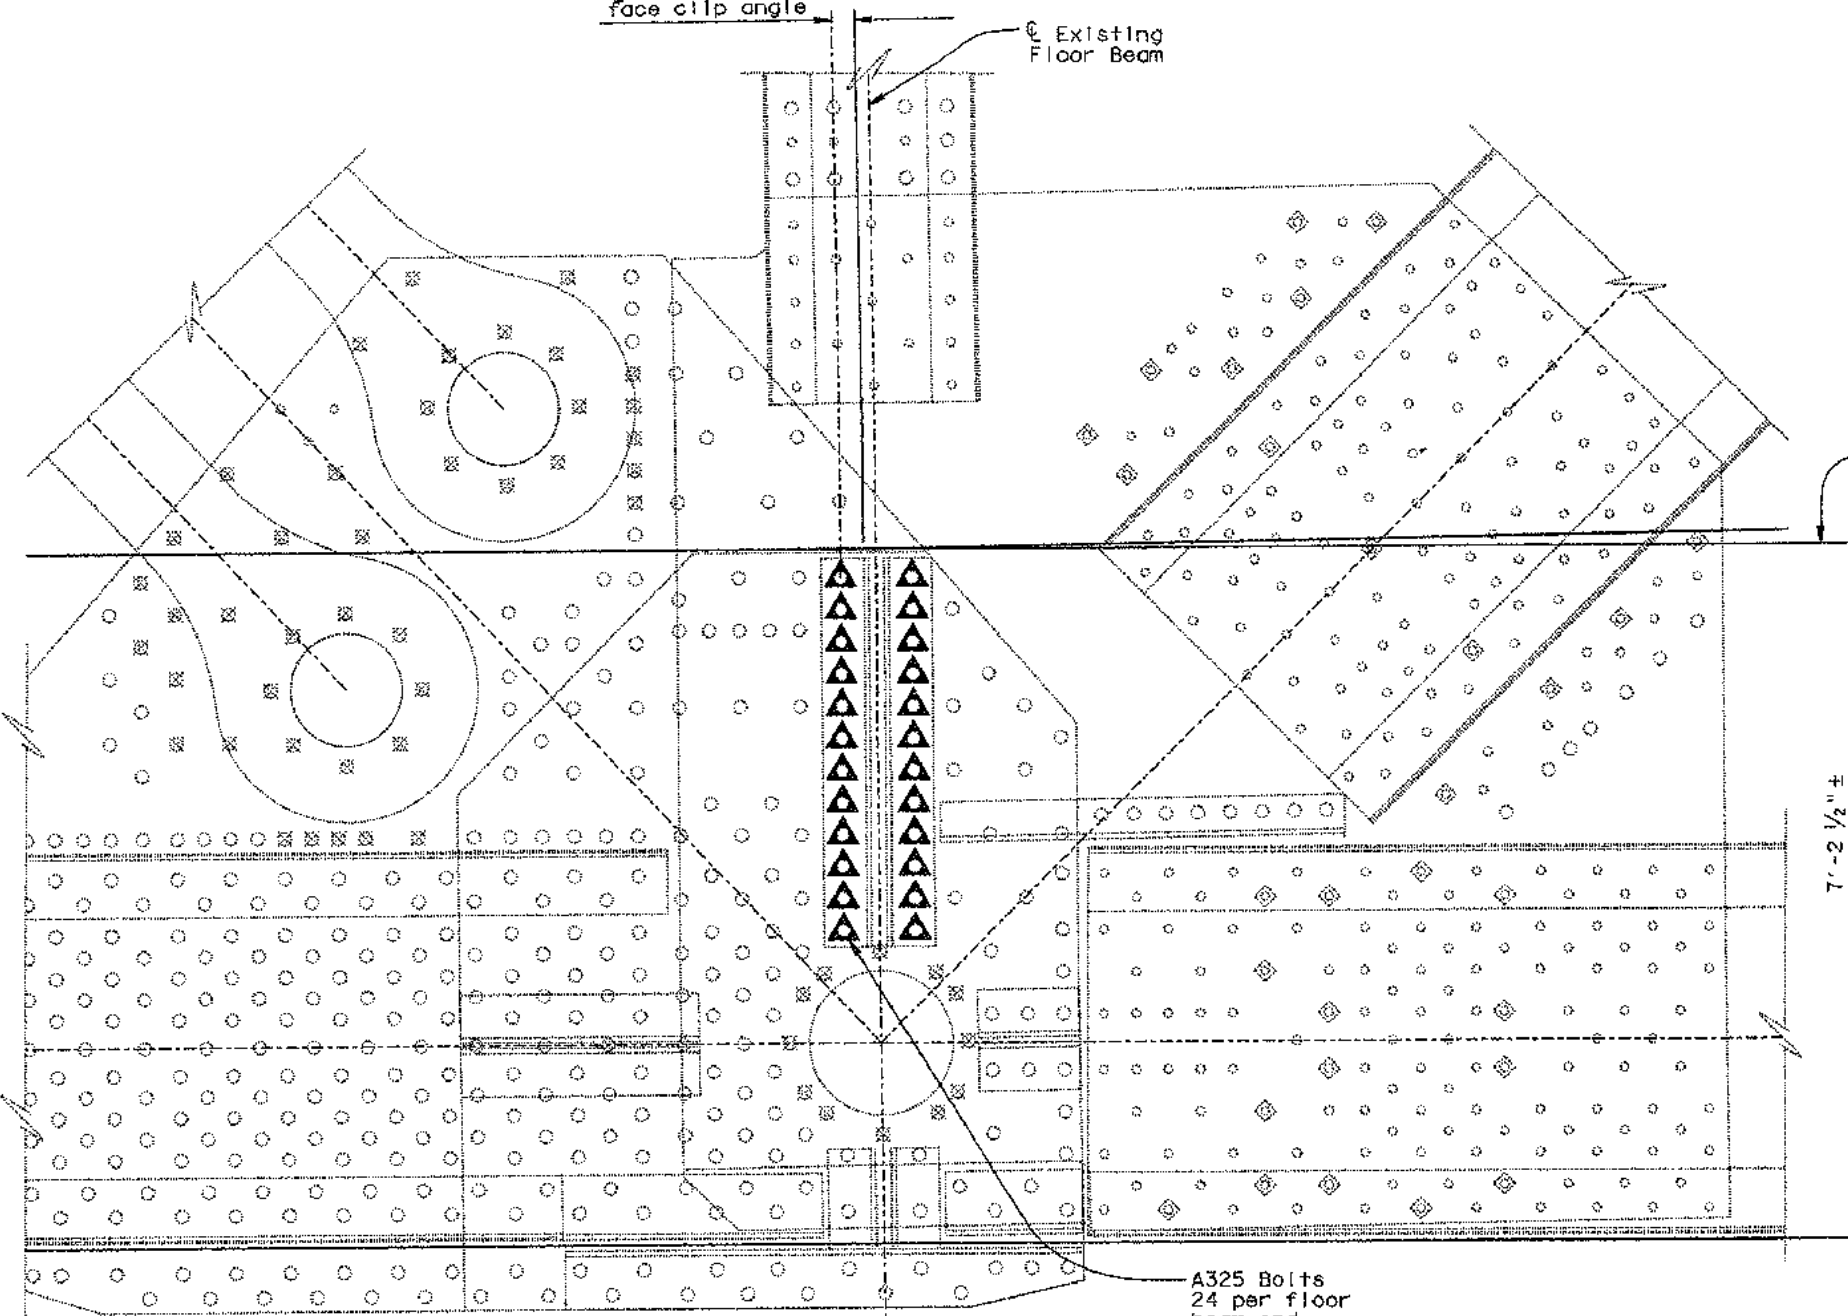 face clip angle
℄ Existing
Floor Beam
7'-2 1/2"±
A325 Bolts
24 per floor